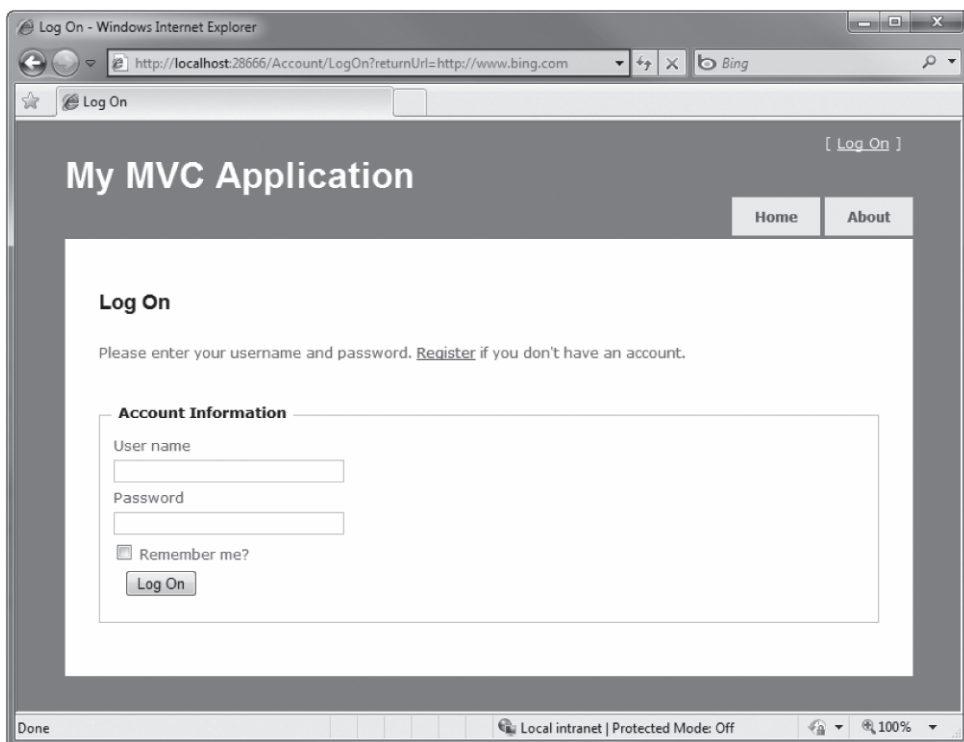 Log On - Windows Internet Explorer
http://localhost:28666/Account/LogOn?returnUrl=http://www.bing.com
Bing
Log On
[ Log On ]
My MVC Application
Home
About
Log On
Please enter your username and password. Register if you don't have an account.
Account Information
User name
Password
Remember me?
Log On
Done
Local intranet | Protected Mode: Off
100%